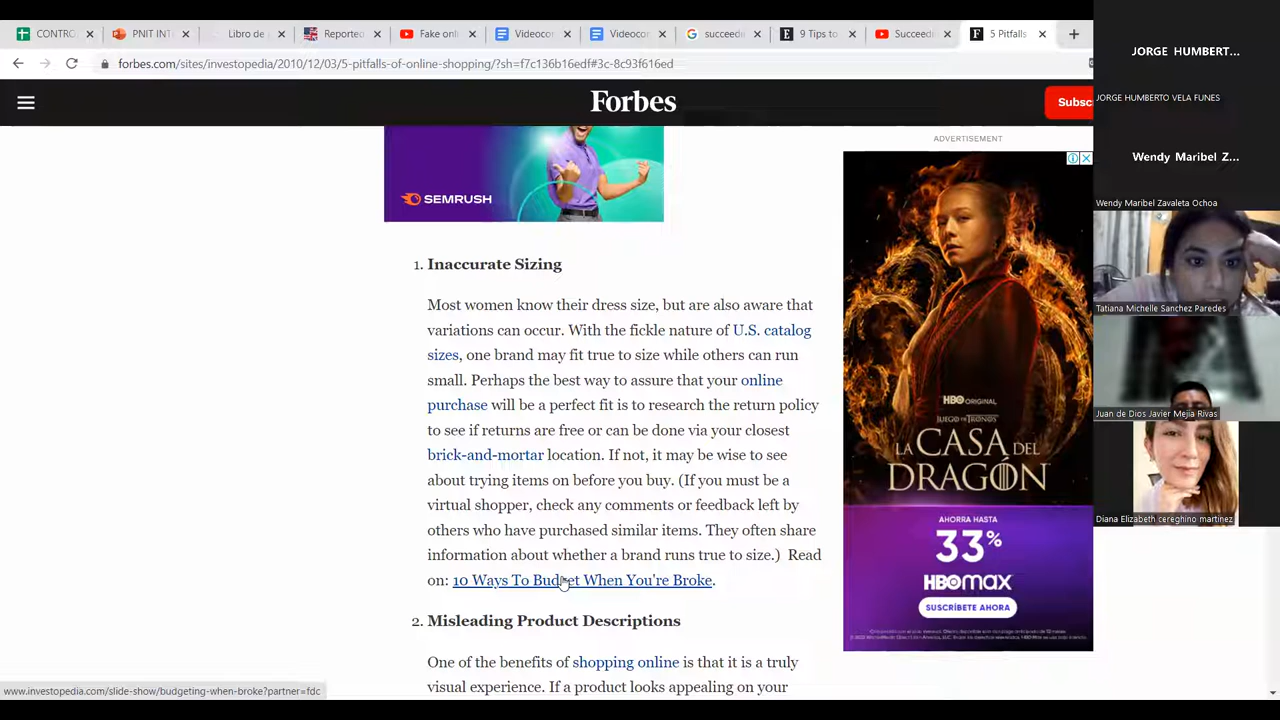 CONTRO
PNIT INT
Libro de
Reporteo
Fake onl
Videocon
Videocon
succeedi
9 Tips to
Succeedi
5 Pitfalls
forbes.com/sites/investopedia/2010/12/03/5-pitfalls-of-online-shopping/?sh=f7c136b16edf#3c-8c93f616ed
Forbes
Subsc
SEMRUSH
1. Inaccurate Sizing
Most women know their dress size, but are also aware that
variations can occur. With the fickle nature of U.S. catalog
sizes, one brand may fit true to size while others can run
small. Perhaps the best way to assure that your online
purchase will be a perfect fit is to research the return policy
to see if returns are free or can be done via your closest
brick-and-mortar location. If not, it may be wise to see
about trying items on before you buy. (If you must be a
virtual shopper, check any comments or feedback left by
users who have purchased similar items. They often share
information about whether a brand runs true to size.) Read
on: 10 Ways To Budget When You're Broke.
2. Misleading Product Descriptions
One of the benefits of shopping online is that it is a truly
visual experience. If a product looks appealing on your
www.investopedia.com/slide-show/budgeting-when-broke?partner=fdc
ADVERTISEMENT
HBO ORIGINAL
JUEGO DE TRONOS
LA CASA DEL
DRAGÓN
AHORA HASTA
33%
HBOMAX
SUSCRÍBETE AHORA
JORGE HUMBERT...
JORGE HUMBERTO VELA FUNES
Wendy Maribel Z...
Wendy Maribel Zavaleta Ochoa
Tatiana Michelle Sanchez Paredes
Juan de Dios Javier Mejia Rivas
Diana Elizabeth cereghino martinez